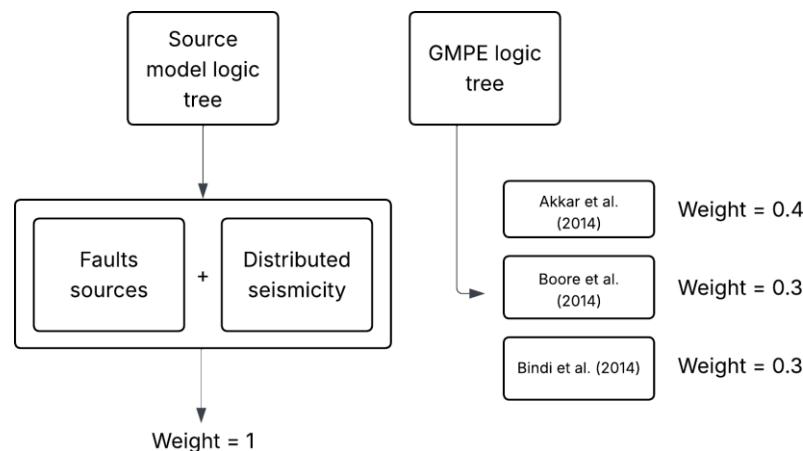 Source
model logic
tree
GMPE logic
tree
Faults
sources
+
Distributed
seismicity
Weight = 1
Akkar et al.
(2014)
Weight = 0.4
Boore et al.
(2014)
Weight = 0.3
Bindi et al. (2014)
Weight = 0.3